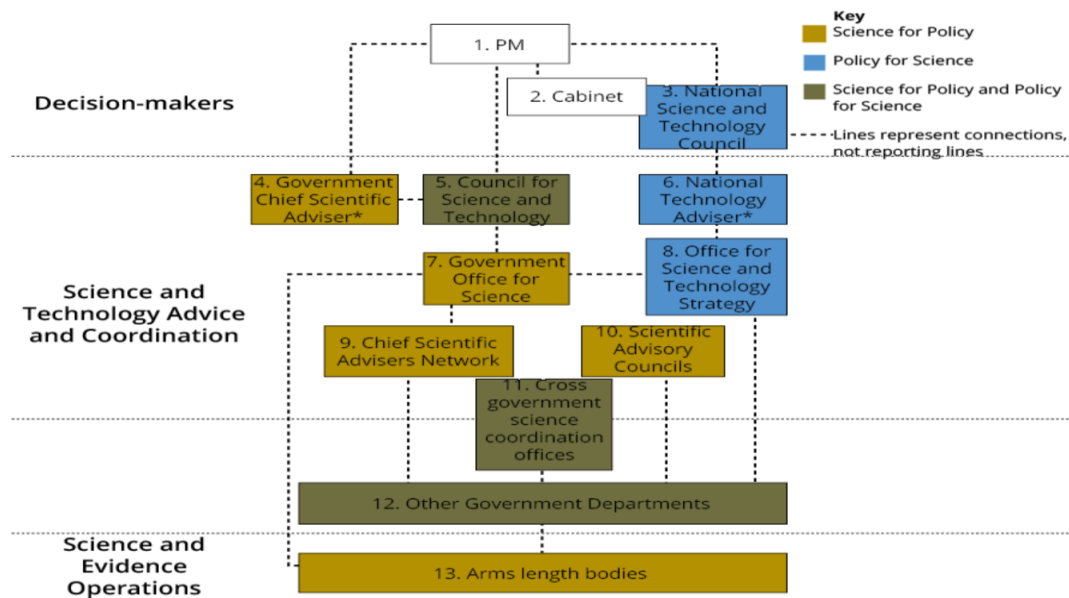 Key
Science for Policy
Policy for Science
Science for Policy and Policy
for Science
Lines represent connections,
not reporting lines
1. PM
2. Cabinet
Decision-makers
3. National
Science and
Technology
Council
4. Government
Chief Scientific
Adviser*
5. Council for
Science and
Technology
6. National
Technology
Adviser*
7. Government
Office for
Science
8. Office for
Science and
Technology
Strategy
Science and
Technology Advice
and Coordination
9. Chief Scientific
Advisers Network
10. Scientific
Advisory
Councils
11. Cross
government
science
coordination
offices
12. Other Government Departments
Science and
Evidence
Operations
13. Arms length bodies